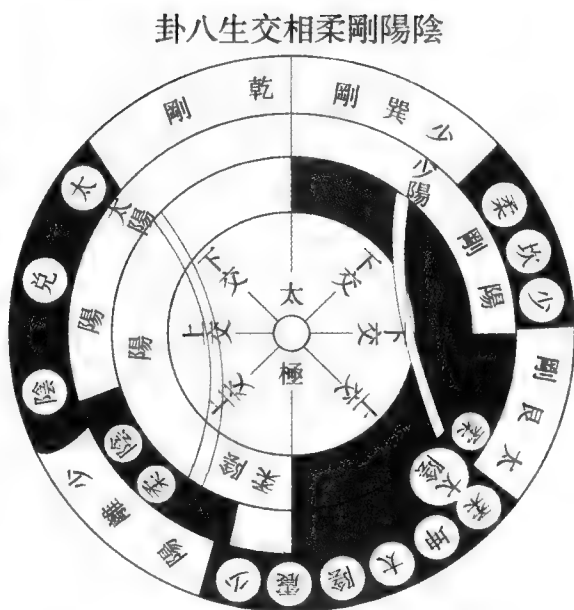 陰陽剛柔相交生八卦
乾剛
太兌陰
少離陽
少震陰
太坤柔
太艮剛
少坎柔
少巽剛
太陽
陽
陰柔
太陰
柔
陽剛
少陽
陽
陰柔
下交
上交
上交
下交
下交
上交
太極